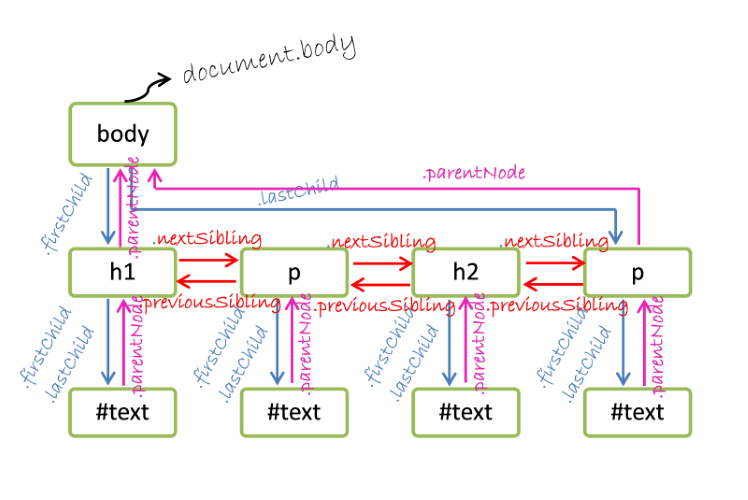 document.body
body
.firstChild
.parentNode
.lastChild
.parentNode
.nextSibling
.nextSibling
.nextSibling
h1
p
h2
p
.previousSibling
.previousSibling
.previousSibling
.firstChild
.lastChild
.parentNode
.firstChild
.lastChild
.parentNode
.firstChild
.lastChild
.parentNode
.firstChild
.lastChild
.parentNode
#text
#text
#text
#text